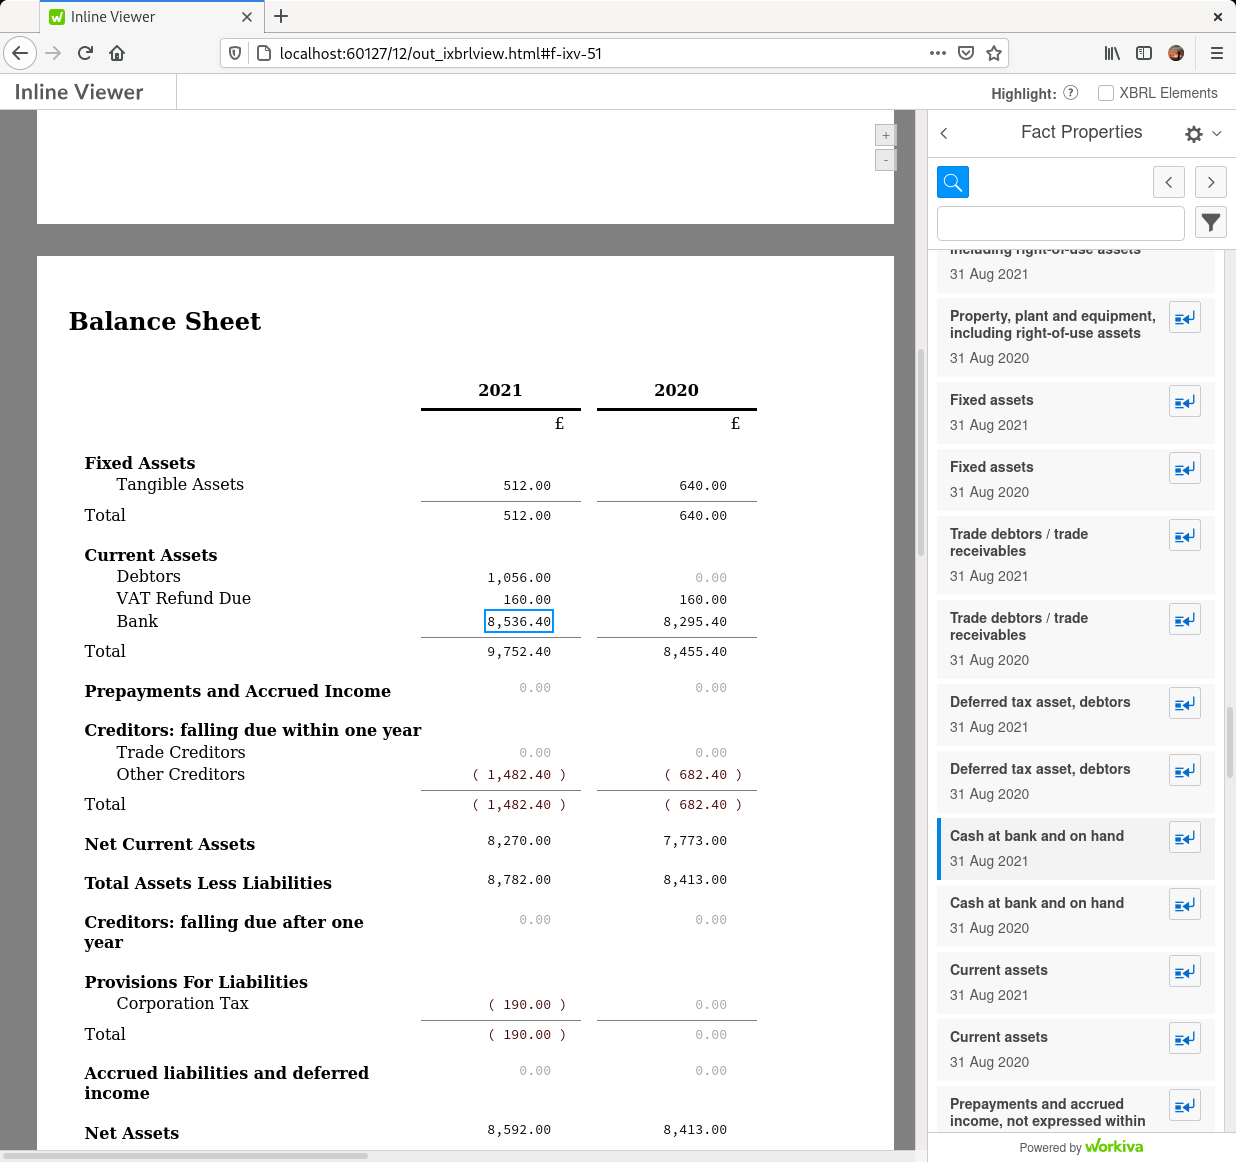 Inline Viewer
localhost:60127/12/out_ixbrlview.html#f-ixv-51
Inline Viewer
Highlight: ? XBRL Elements
+
-
Balance Sheet
2021 2020
£ £
Fixed Assets
Tangible Assets 512.00 640.00
Total 512.00 640.00
Current Assets
Debtors 1,056.00 0.00
VAT Refund Due 160.00 160.00
Bank 8,536.40 8,295.40
Total 9,752.40 8,455.40
Prepayments and Accrued Income 0.00 0.00
Creditors: falling due within one year
Trade Creditors 0.00 0.00
Other Creditors ( 1,482.40 ) ( 682.40 )
Total ( 1,482.40 ) ( 682.40 )
Net Current Assets 8,270.00 7,773.00
Total Assets Less Liabilities 8,782.00 8,413.00
Creditors: falling due after one 0.00 0.00
year
Provisions For Liabilities
Corporation Tax ( 190.00 ) 0.00
Total ( 190.00 ) 0.00
Accrued liabilities and deferred 0.00 0.00
income
Net Assets 8,592.00 8,413.00
Fact Properties
including right-of-use assets
31 Aug 2021
Property, plant and equipment,
including right-of-use assets
31 Aug 2020
Fixed assets
31 Aug 2021
Fixed assets
31 Aug 2020
Trade debtors / trade
receivables
31 Aug 2021
Trade debtors / trade
receivables
31 Aug 2020
Deferred tax asset, debtors
31 Aug 2021
Deferred tax asset, debtors
31 Aug 2020
Cash at bank and on hand
31 Aug 2021
Cash at bank and on hand
31 Aug 2020
Current assets
31 Aug 2021
Current assets
31 Aug 2020
Prepayments and accrued
income, not expressed within
Powered by workiva